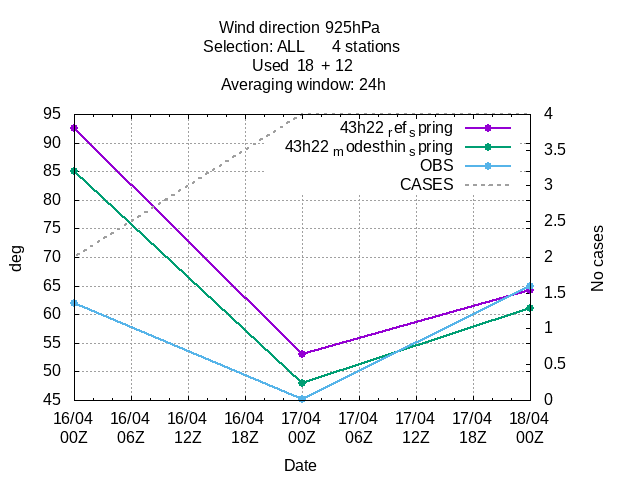 Wind direction 925hPa
Selection: ALL 4 stations
Used 18 + 12
Averaging window: 24h
95
90
85
80
75
70
65
60
55
50
45
deg
4
3.5
3
2.5
2
1.5
1
0.5
0
No cases
43h22 ref spring
43h22 modesthin spring
OBS
CASES
16/04 16/04 16/04 16/04 17/04 17/04 17/04 17/04 18/04
00Z 06Z 12Z 18Z 00Z 06Z 12Z 18Z 00Z
Date